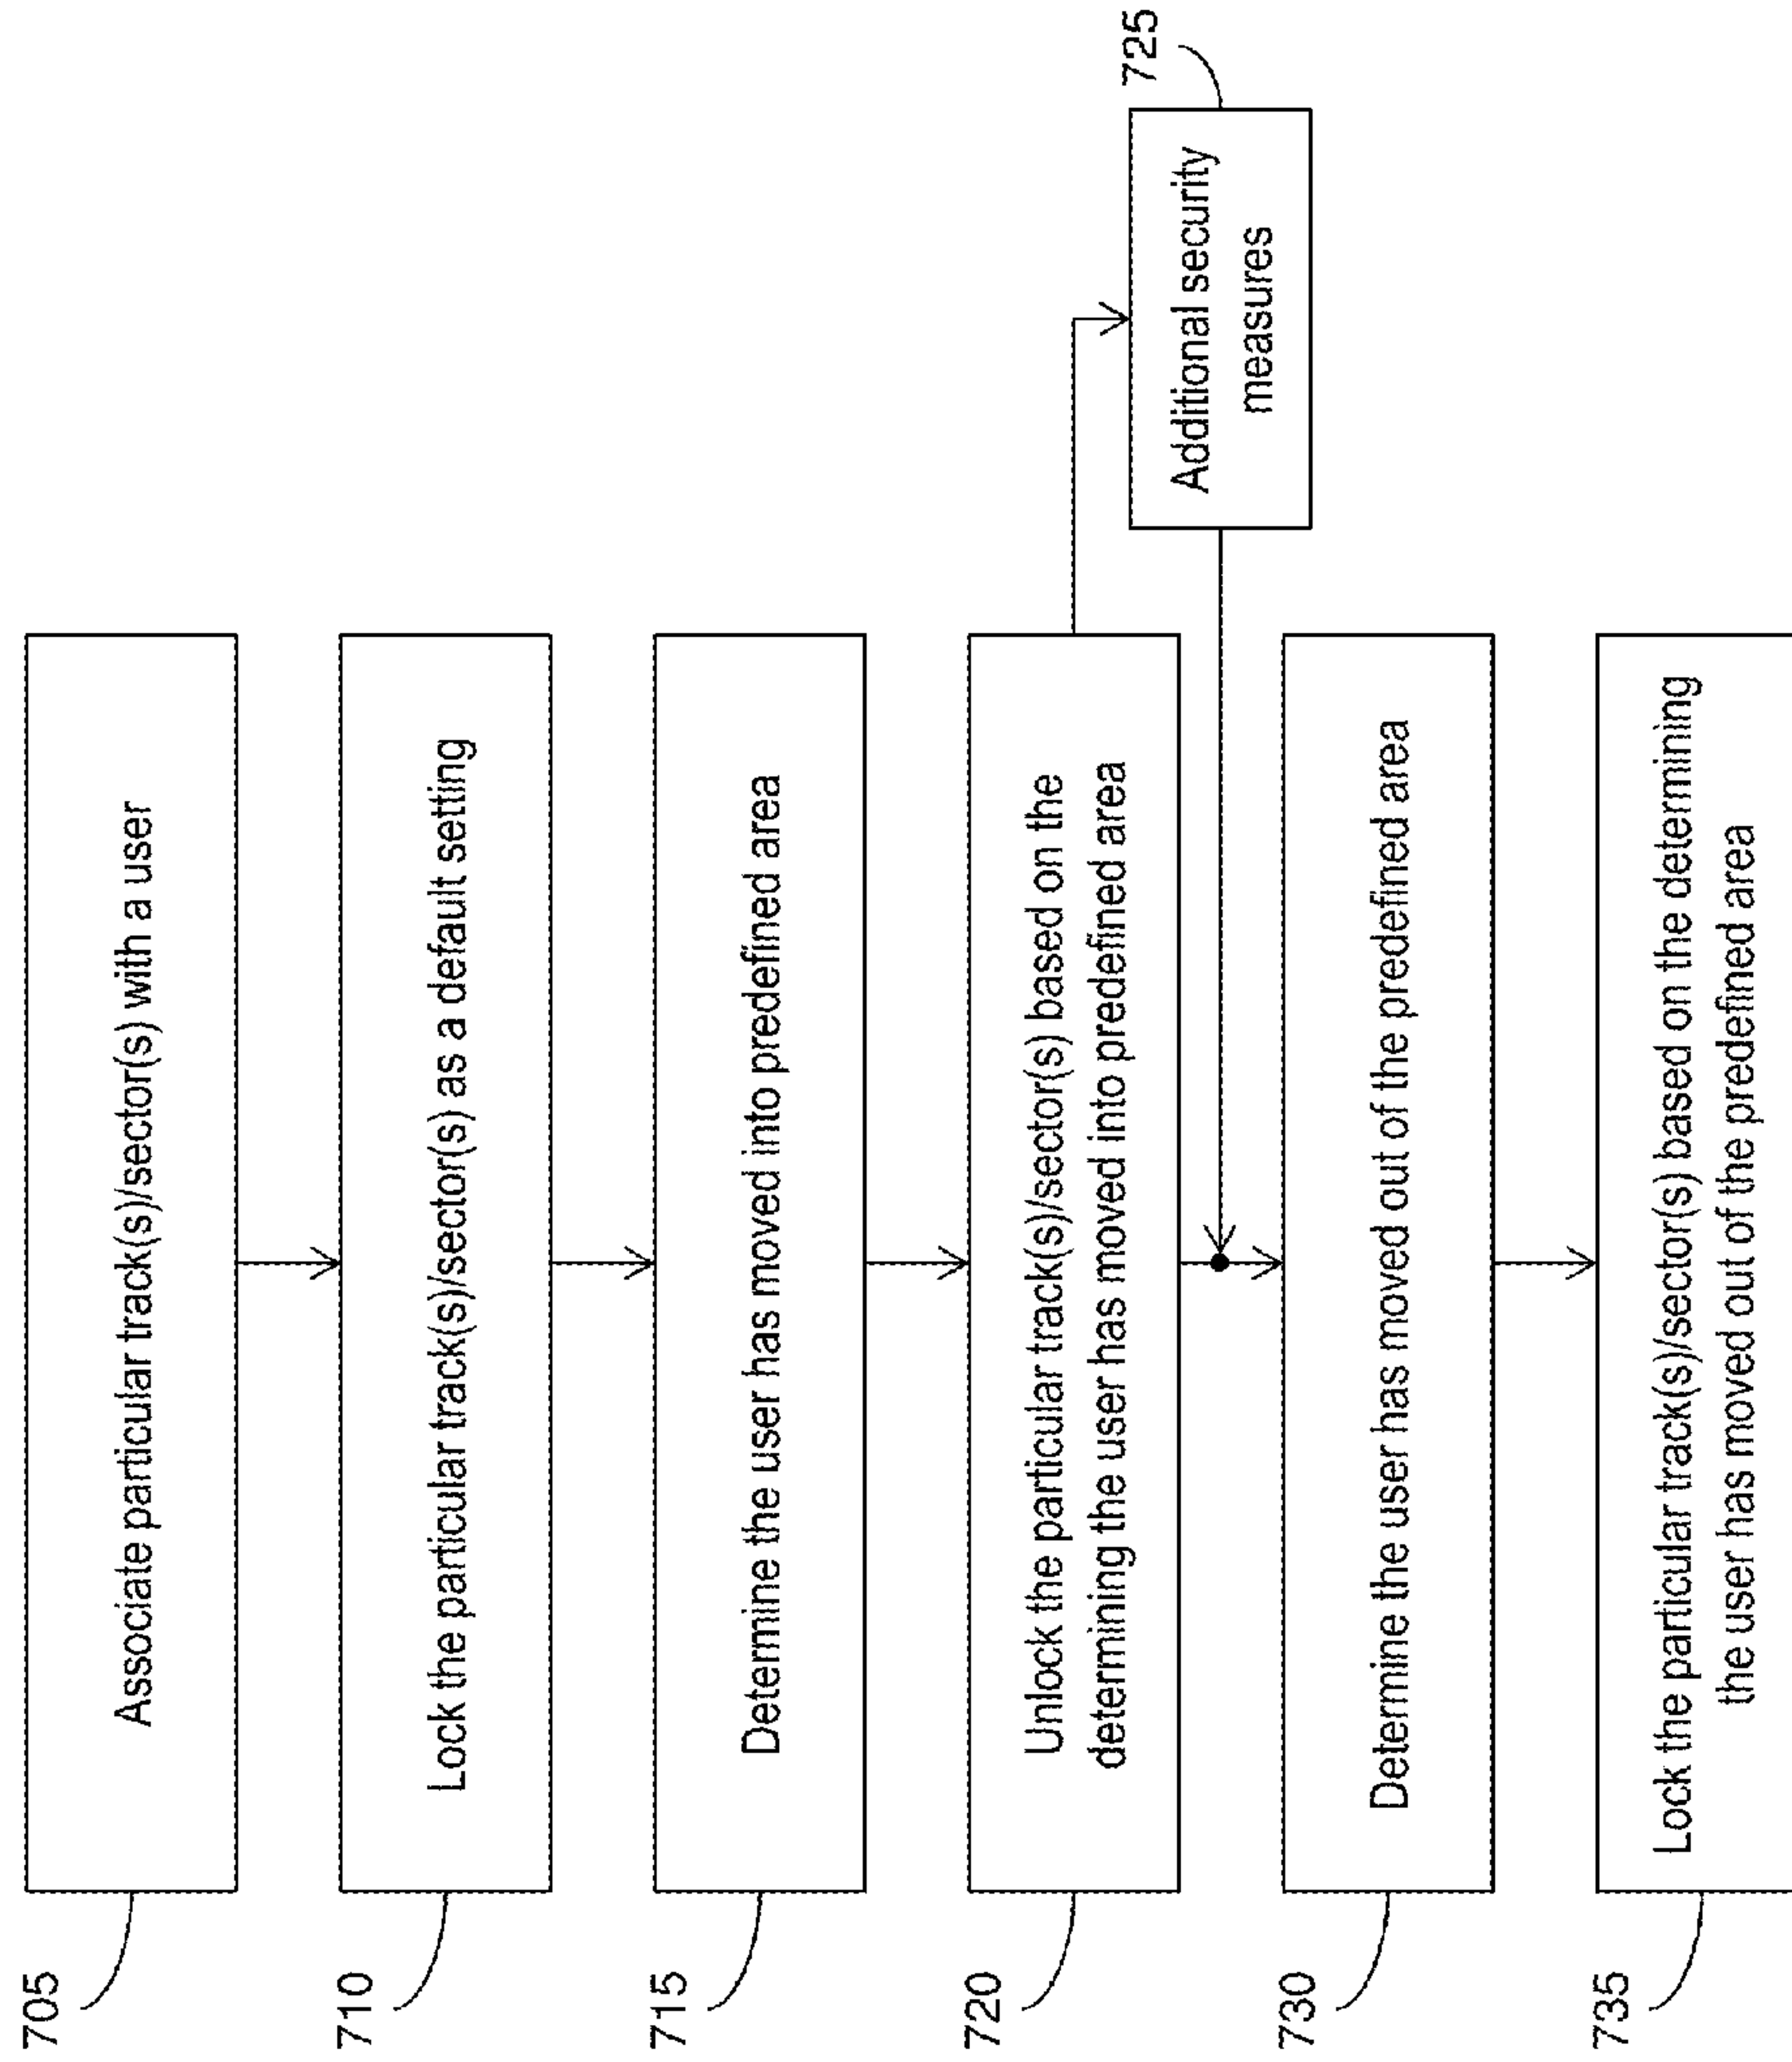 705
Associate particular track(s)/sector(s) with a user
710
Lock the particular track(s)/sector(s) as a default setting
715
Determine the user has moved into predefined area
720
Unlock the particular track(s)/sector(s) based on the
determining the user has moved into predefined area
725
Additional security
measures
730
Determine the user has moved out of the predefined area
735
Lock the particular track(s)/sector(s) based on the determining
the user has moved out of the predefined area